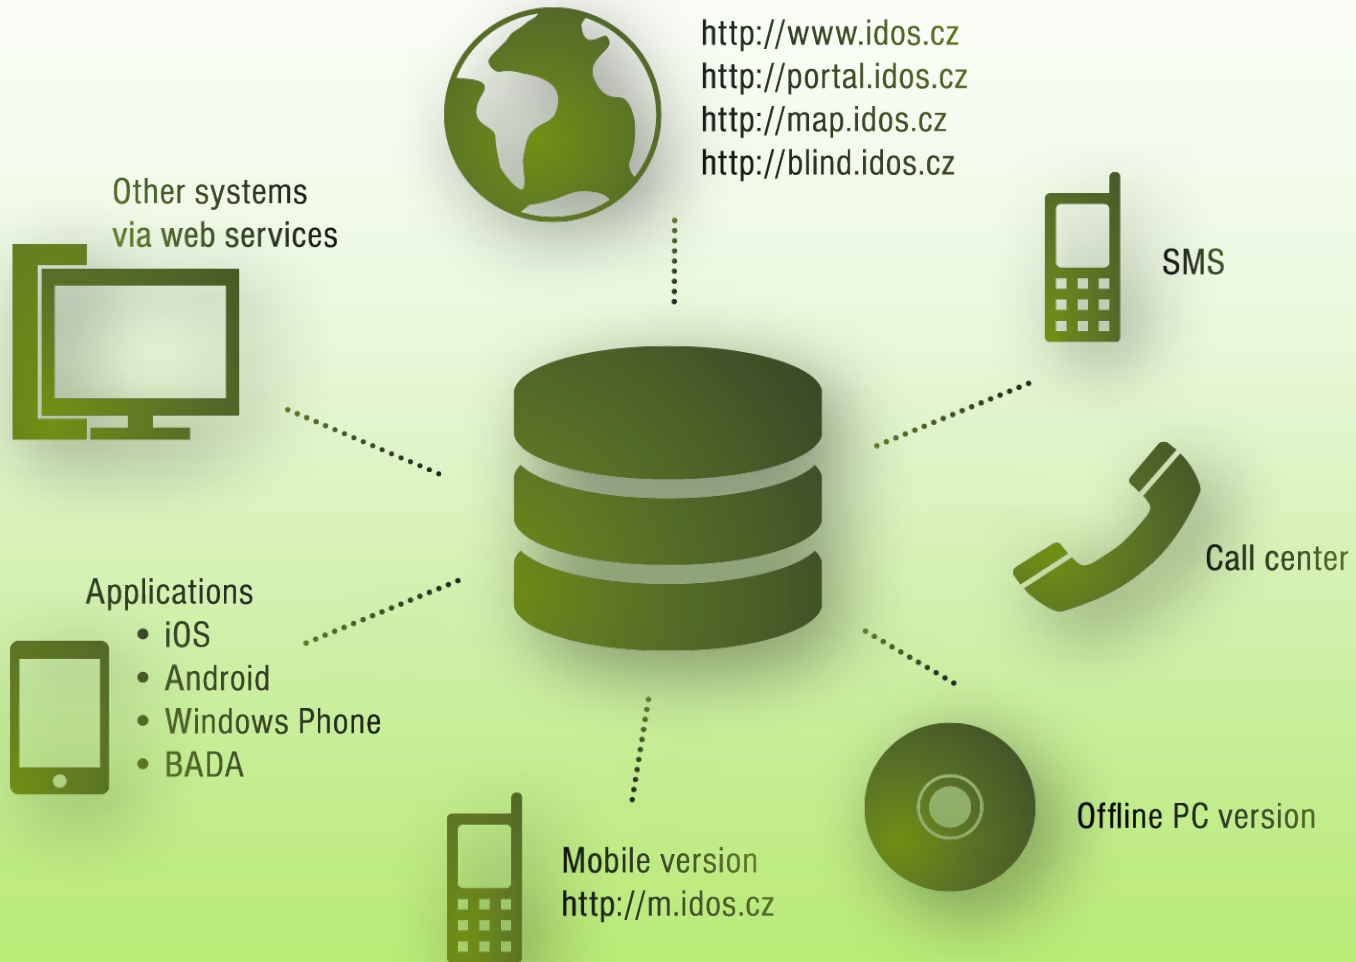 http://www.idos.cz
http://portal.idos.cz
http://map.idos.cz
http://blind.idos.cz
Other systems
via web services
SMS
Call center
Applications
• iOS
• Android
• Windows Phone
• BADA
Offline PC version
Mobile version
http://m.idos.cz